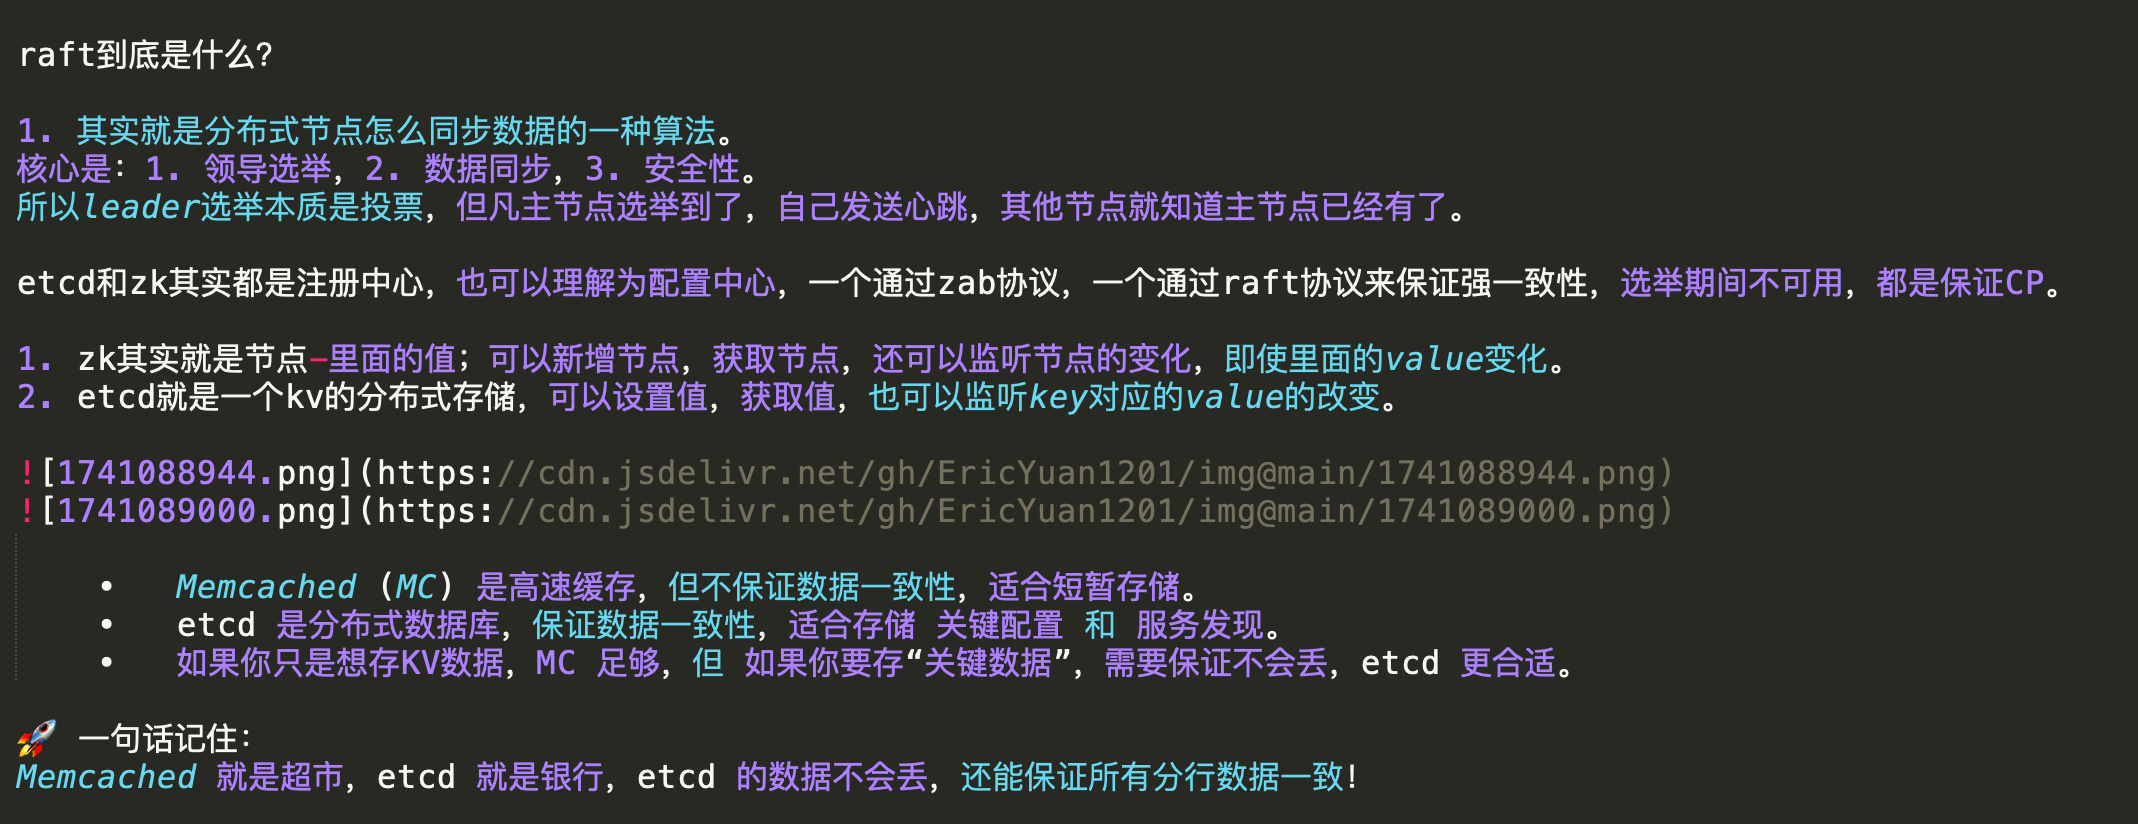 raft到底是什么?
1. 其实就是分布式节点怎么同步数据的一种算法。
核心是: 1. 领导选举, 2. 数据同步, 3. 安全性。
所以leader选举本质是投票, 但凡主节点选举到了, 自己发送心跳, 其他节点就知道主节点已经有了。
etcd和zk其实都是注册中心, 也可以理解为配置中心, 一个通过zab协议, 一个通过raft协议来保证强一致性, 选举期间不可用, 都是保证CP。
1. zk其实就是节点-里面的值; 可以新增节点, 获取节点, 还可以监听节点的变化, 即使里面的value变化。
2. etcd就是一个kv的分布式存储, 可以设置值, 获取值, 也可以监听key对应的value的改变。
![1741088944.png](https://cdn.jsdelivr.net/gh/EricYuan1201/img@main/1741088944.png)
![1741089000.png](https://cdn.jsdelivr.net/gh/EricYuan1201/img@main/1741089000.png)
• Memcached (MC) 是高速缓存, 但不保证数据一致性, 适合短暂存储。
• etcd 是分布式数据库, 保证数据一致性, 适合存储 关键配置 和 服务发现。
• 如果你只是想存KV数据, MC 足够, 但 如果你要存“关键数据”, 需要保证不会丢, etcd 更合适。
🚀 一句话记住:
Memcached 就是超市, etcd 就是银行, etcd 的数据不会丢, 还能保证所有分行数据一致!